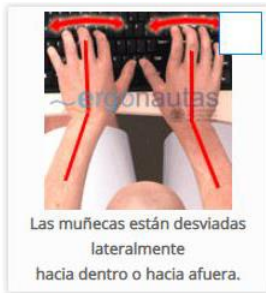 ergonautas
Las muñecas están desviadas
lateralmente
hacia dentro o hacia afuera.